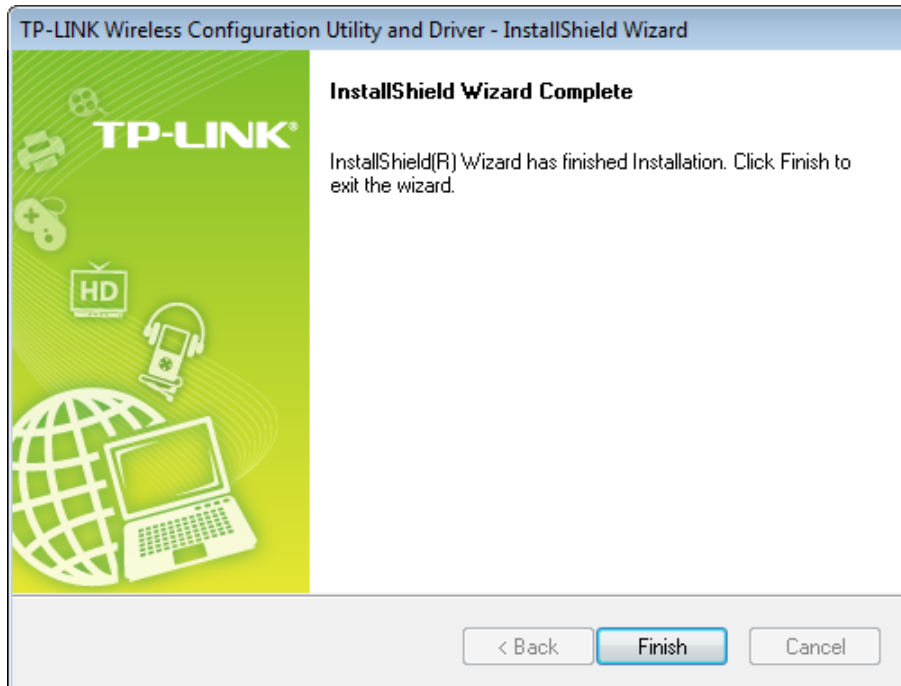 TP-LINK Wireless Configuration Utility and Driver - InstallShield Wizard
TP-LINK®
HD
InstallShield Wizard Complete
InstallShield(R) Wizard has finished Installation. Click Finish to
exit the wizard.
< Back
Finish
Cancel